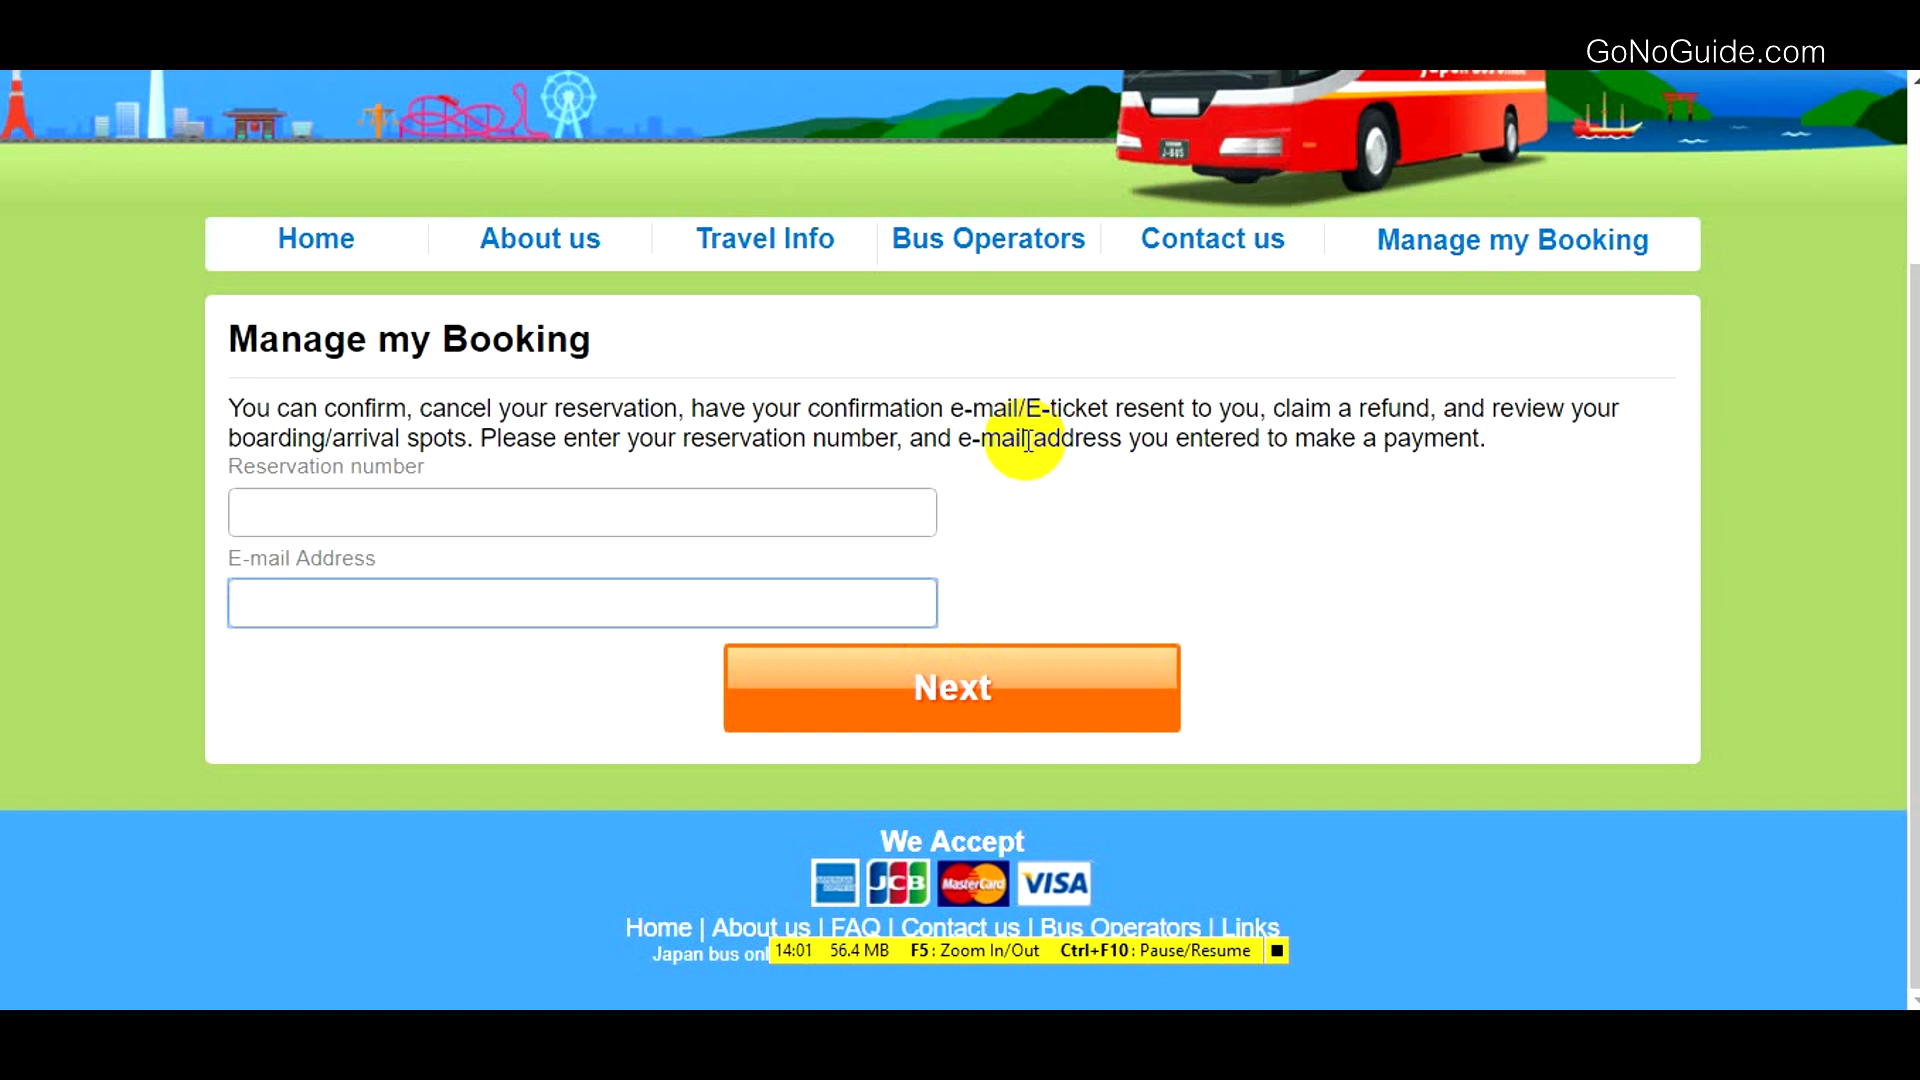 GoNoGuide.com
J-BUS
Home
About us
Travel Info
Bus Operators
Contact us
Manage my Booking
Manage my Booking
You can confirm, cancel your reservation, have your confirmation e-mail/E-ticket resent to you, claim a refund, and review your
boarding/arrival spots. Please enter your reservation number, and e-mail address you entered to make a payment.
Reservation number
E-mail Address
Next
We Accept
JCB
MasterCard
VISA
Home | About us | FAQ | Contact us | Bus Operators | Links
Japan bus onl
14:01 56.4 MB F5 : Zoom In/Out Ctrl+F10 : Pause/Resume